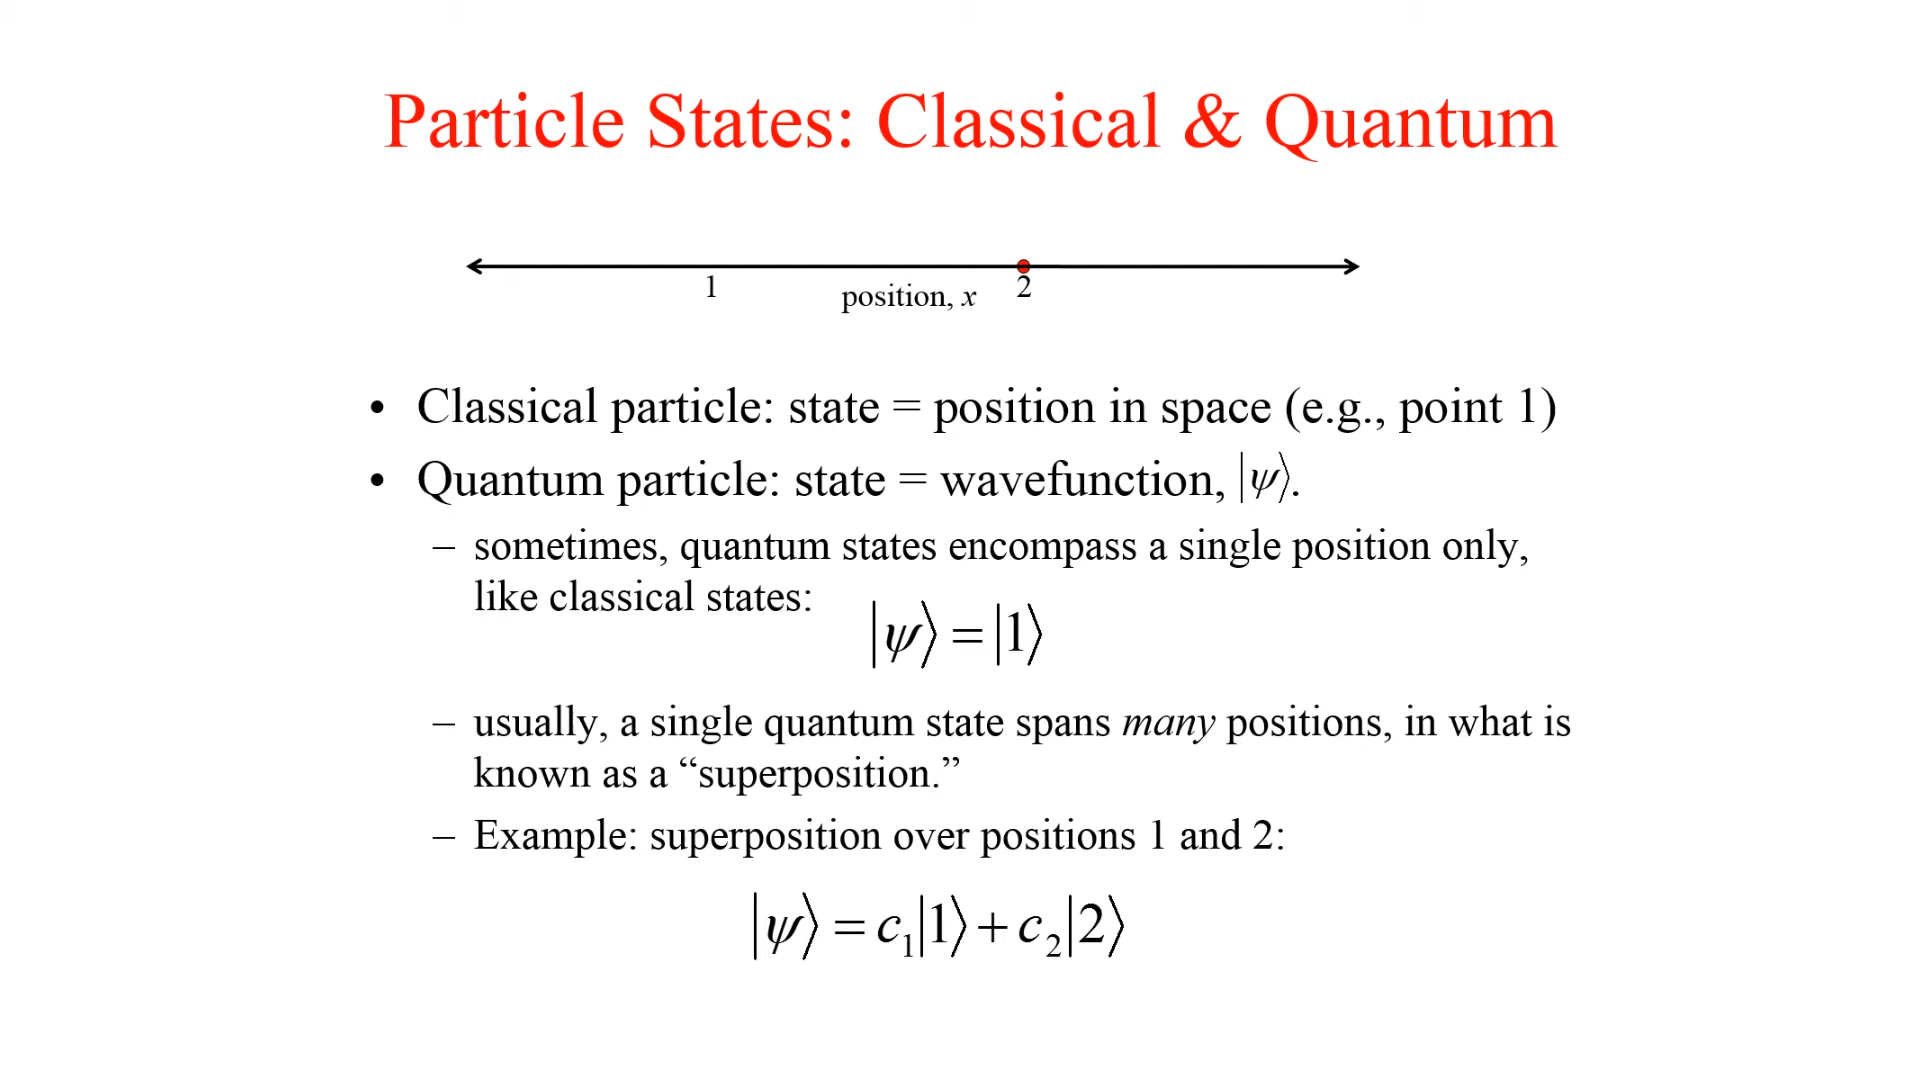 Particle States: Classical & Quantum
1
position, x
2
• Classical particle: state = position in space (e.g., point 1)
• Quantum particle: state = wavefunction, |ψ⟩.
– sometimes, quantum states encompass a single position only,
like classical states:
|ψ⟩ = |1⟩
– usually, a single quantum state spans many positions, in what is
known as a “superposition.”
– Example: superposition over positions 1 and 2:
|ψ⟩ = c₁|1⟩ + c₂|2⟩